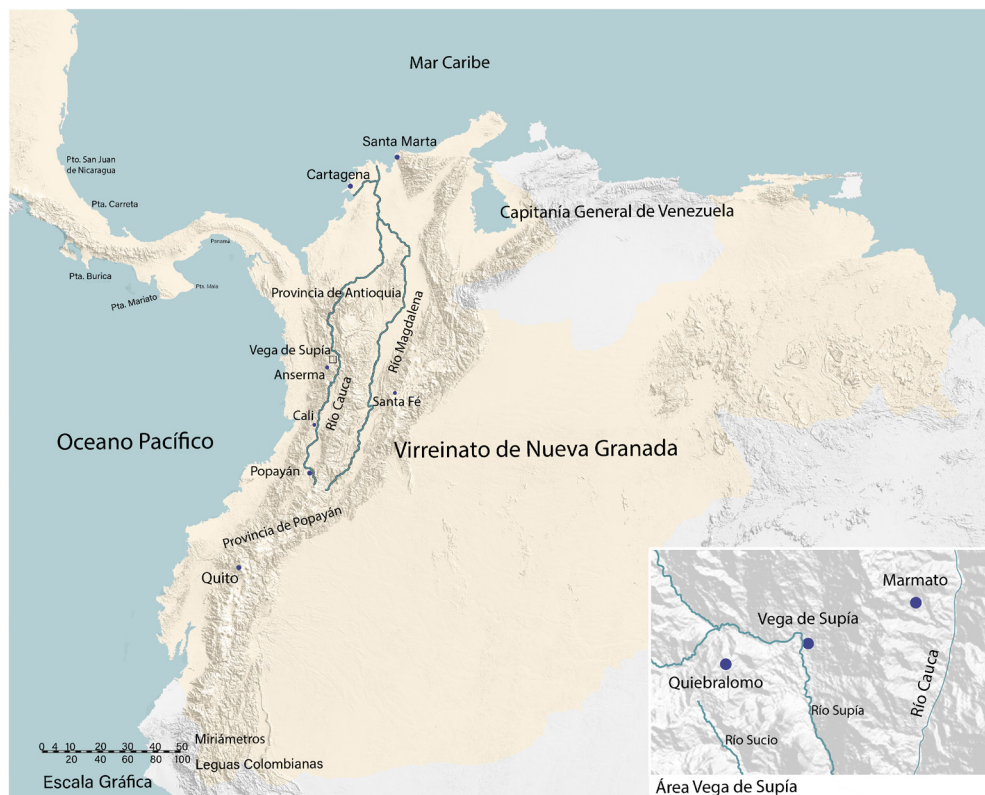 Mar Caribe
Santa Marta
Pto. San Juan
de Nicaragua
Cartagena
Pta. Carreta
Capitanía General de Venezuela
Panamá
Pta. Burica
Pta. Mala
Pta. Mariato
Provincia de Antioquia
Río Magdalena
Vega de Supía
Anserma
Río Cauca
Santa Fé
Cali
Oceano Pacífico
Virreinato de Nueva Granada
Popayán
Provincia de Popayán
Quito
Marmato
Vega de Supía
Quiebralomo
Río Cauca
Río Supía
Río Sucio
Miriámetros
0 4 10 20 30 40 50
20 40 60 80 100
Leguas Colombianas
Escala Gráfica
Área Vega de Supía